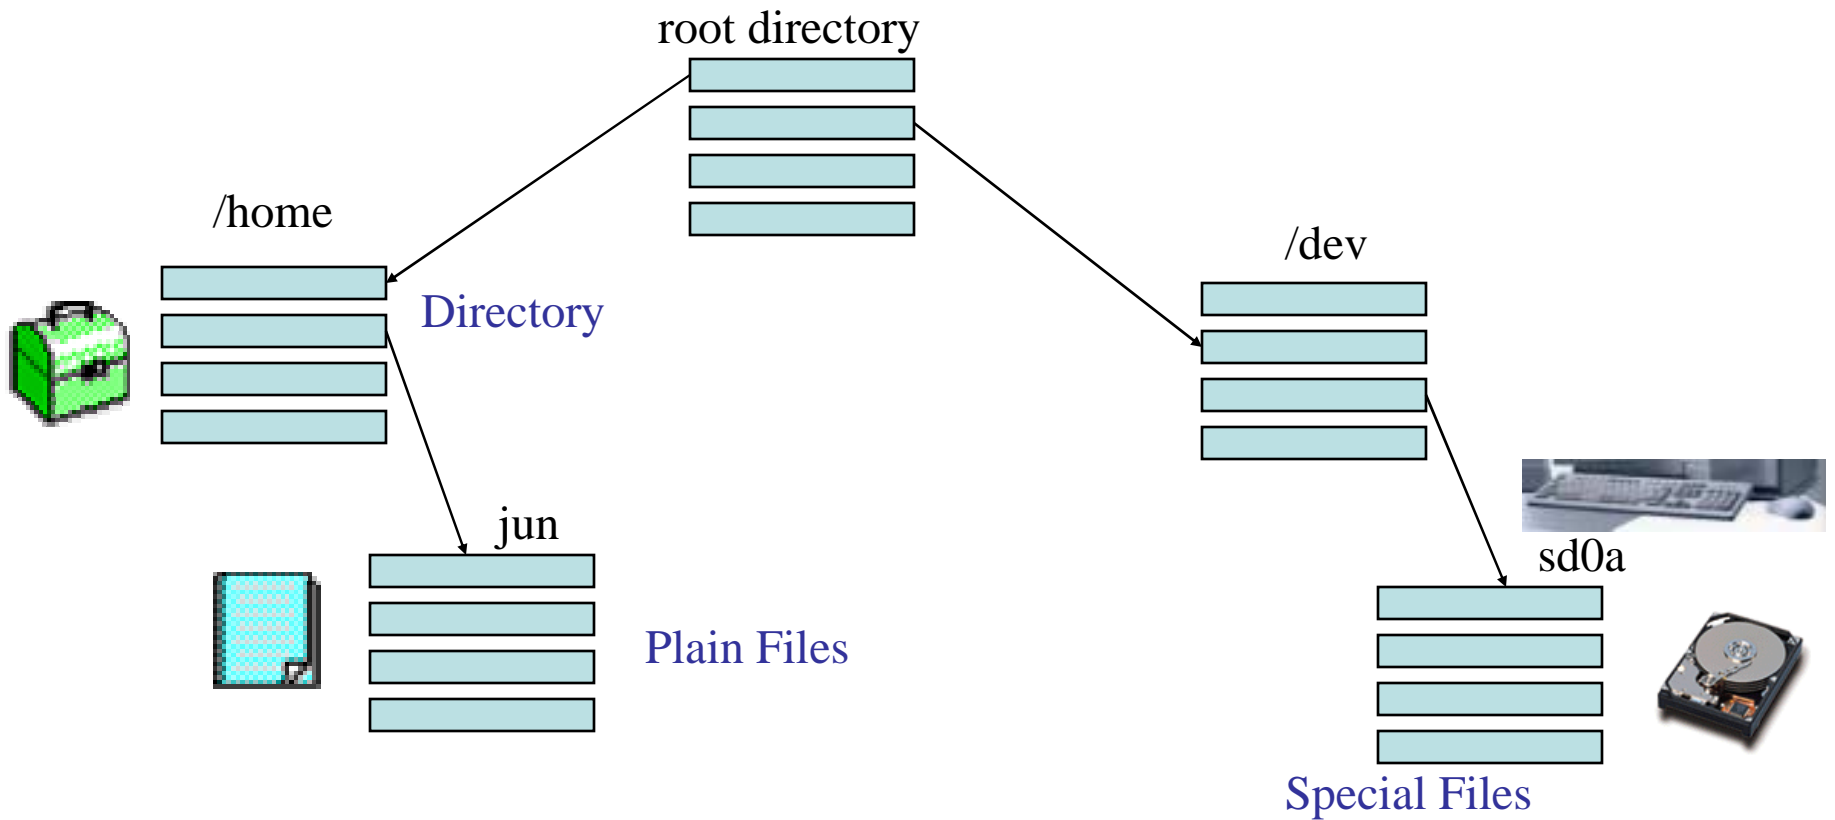 root directory
/home
/dev
Directory
jun
sd0a
Plain Files
Special Files